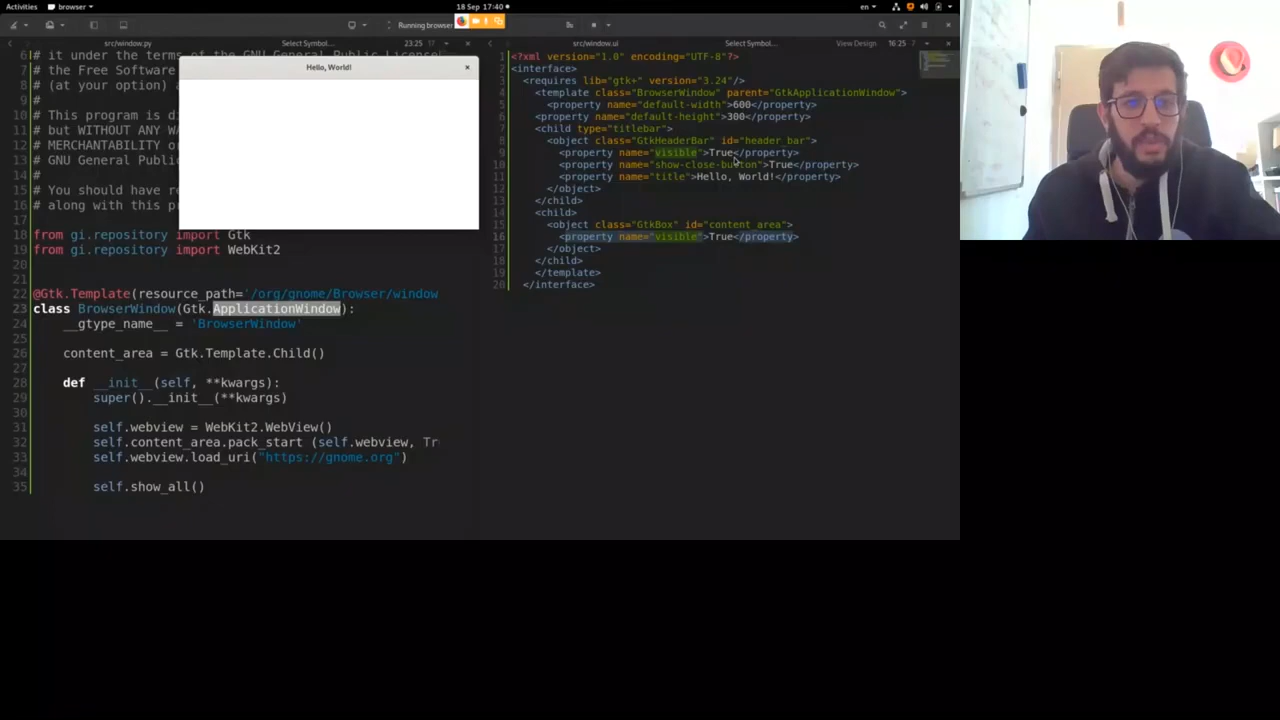 Activities browser 18 Sep 17:40 en
Running browser
src/window.py Select Symbol... 23:25
6 # it under the terms of the GNU General Public License
7 # the Free Software
8 # (at your option) a
9 #
10 # This program is di
11 # but WITHOUT ANY WA
12 # MERCHANTABILITY or
13 # GNU General Public
14 #
15 # You should have re
16 # along with this pr
17
18 from gi.repository import Gtk
19 from gi.repository import WebKit2
20
21
22 @Gtk.Template(resource_path='/org/gnome/Browser/window
23 class BrowserWindow(Gtk.ApplicationWindow):
24 __gtype_name__ = 'BrowserWindow'
25
26 content_area = Gtk.Template.Child()
27
28 def __init__(self, **kwargs):
29 super().__init__(**kwargs)
30
31 self.webview = WebKit2.WebView()
32 self.content_area.pack_start (self.webview, Tr
33 self.webview.load_uri("https://gnome.org")
34
35 self.show_all()
Hello, World!
src/window.ui Select Symbol... View Design 16:25
1 <?xml version="1.0" encoding="UTF-8"?>
2 <interface>
3 <requires lib="gtk+" version="3.24"/>
4 <template class="BrowserWindow" parent="GtkApplicationWindow">
5 <property name="default-width">600</property>
6 <property name="default-height">300</property>
7 <child type="titlebar">
8 <object class="GtkHeaderBar" id="header_bar">
9 <property name="visible">True</property>
10 <property name="show-close-button">True</property>
11 <property name="title">Hello, World!</property>
12 </object>
13 </child>
14 <child>
15 <object class="GtkBox" id="content_area">
16 <property name="visible">True</property>
17 </object>
18 </child>
19 </template>
20 </interface>